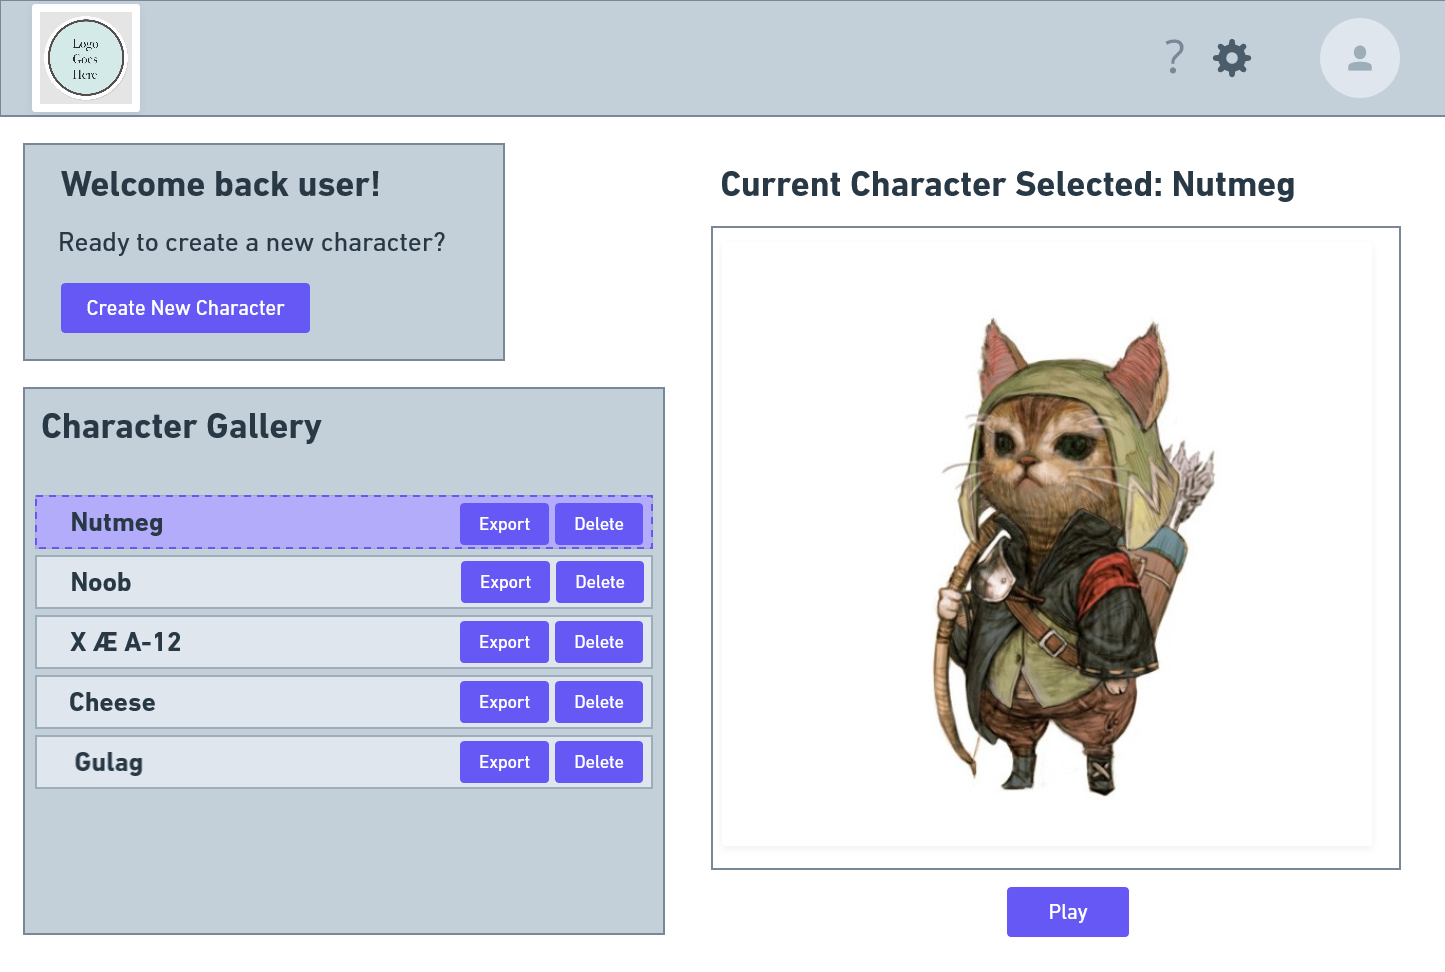 Logo
Goes
Here
?
Welcome back user!
Ready to create a new character?
Create New Character
Character Gallery
Nutmeg Export Delete
Noob Export Delete
X Æ A-12 Export Delete
Cheese Export Delete
Gulag Export Delete
Current Character Selected: Nutmeg
Play